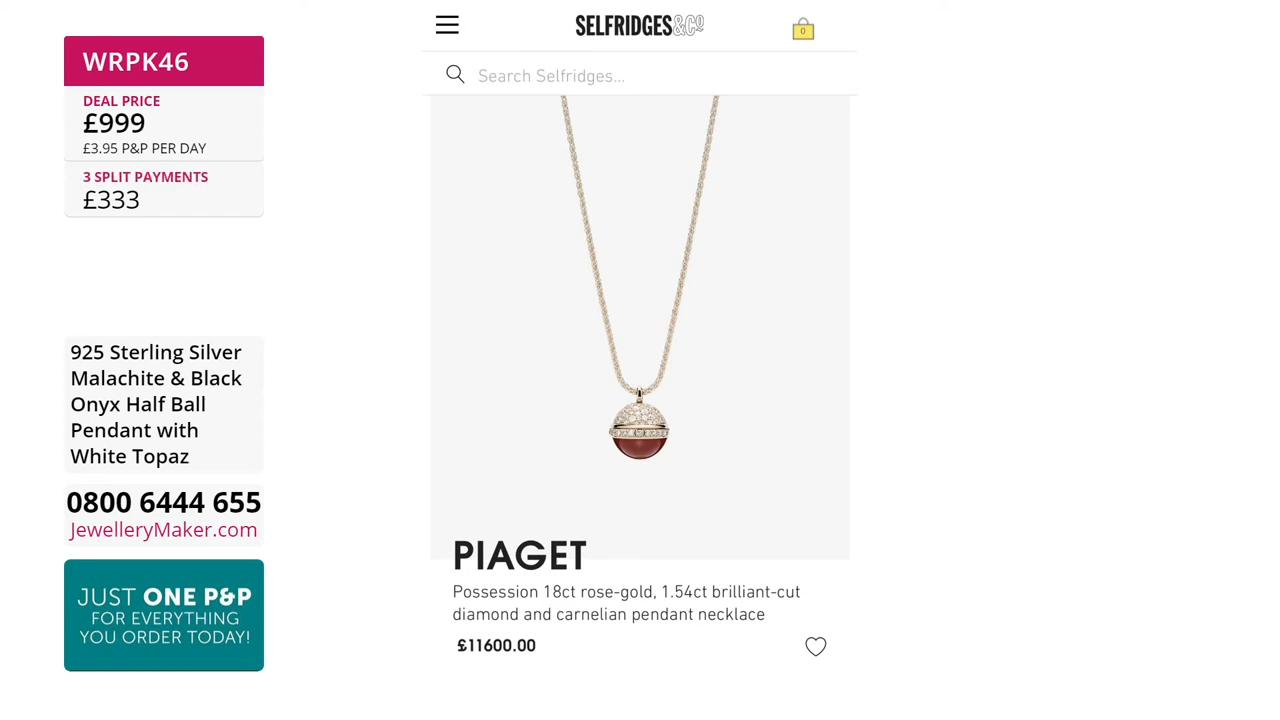 WRPK46
DEAL PRICE
£999
£3.95 P&P PER DAY
3 SPLIT PAYMENTS
£333
925 Sterling Silver
Malachite & Black
Onyx Half Ball
Pendant with
White Topaz
0800 6444 655
JewelleryMaker.com
JUST ONE P&P
FOR EVERYTHING
YOU ORDER TODAY!
SELFRIDGES&CO
0
Search Selfridges...
PIAGET
Possession 18ct rose-gold, 1.54ct brilliant-cut
diamond and carnelian pendant necklace
£11600.00